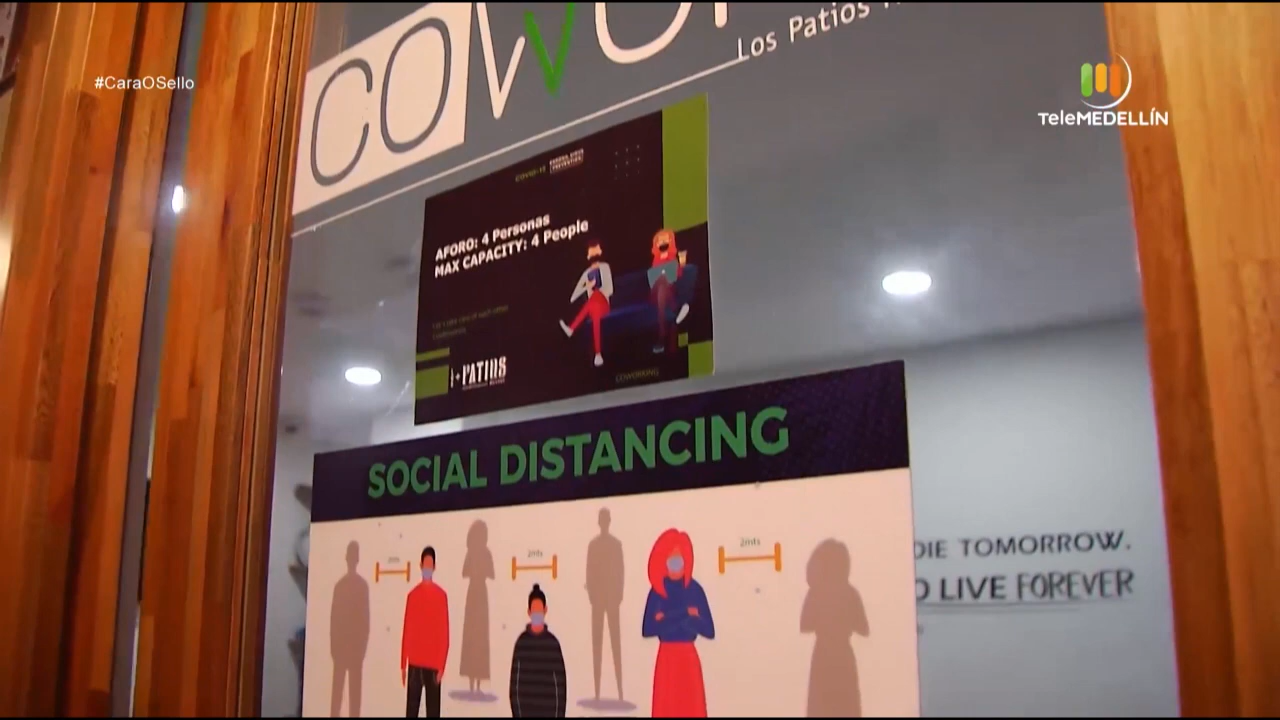 COWO
Los Patios
#CaraOSello
TeleMEDELLÍN
COVID-19
AFORO: 4 Personas
MAX CAPACITY: 4 People
PATIOS
COWORKING
SOCIAL DISTANCING
2mts
2mts
DIE TOMORROW.
LIVE FOREVER